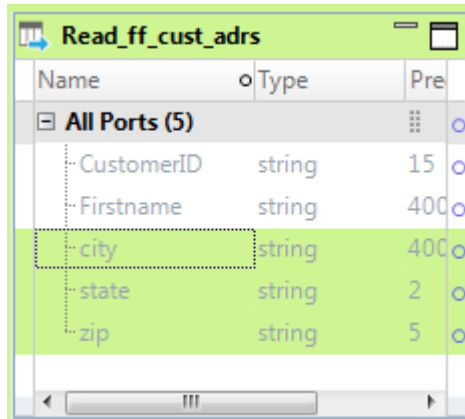 Read_ff_cust_adrs
Name Type Pre
All Ports (5)
CustomerID string 15
Firstname string 400
city string 400
state string 2
zip string 5